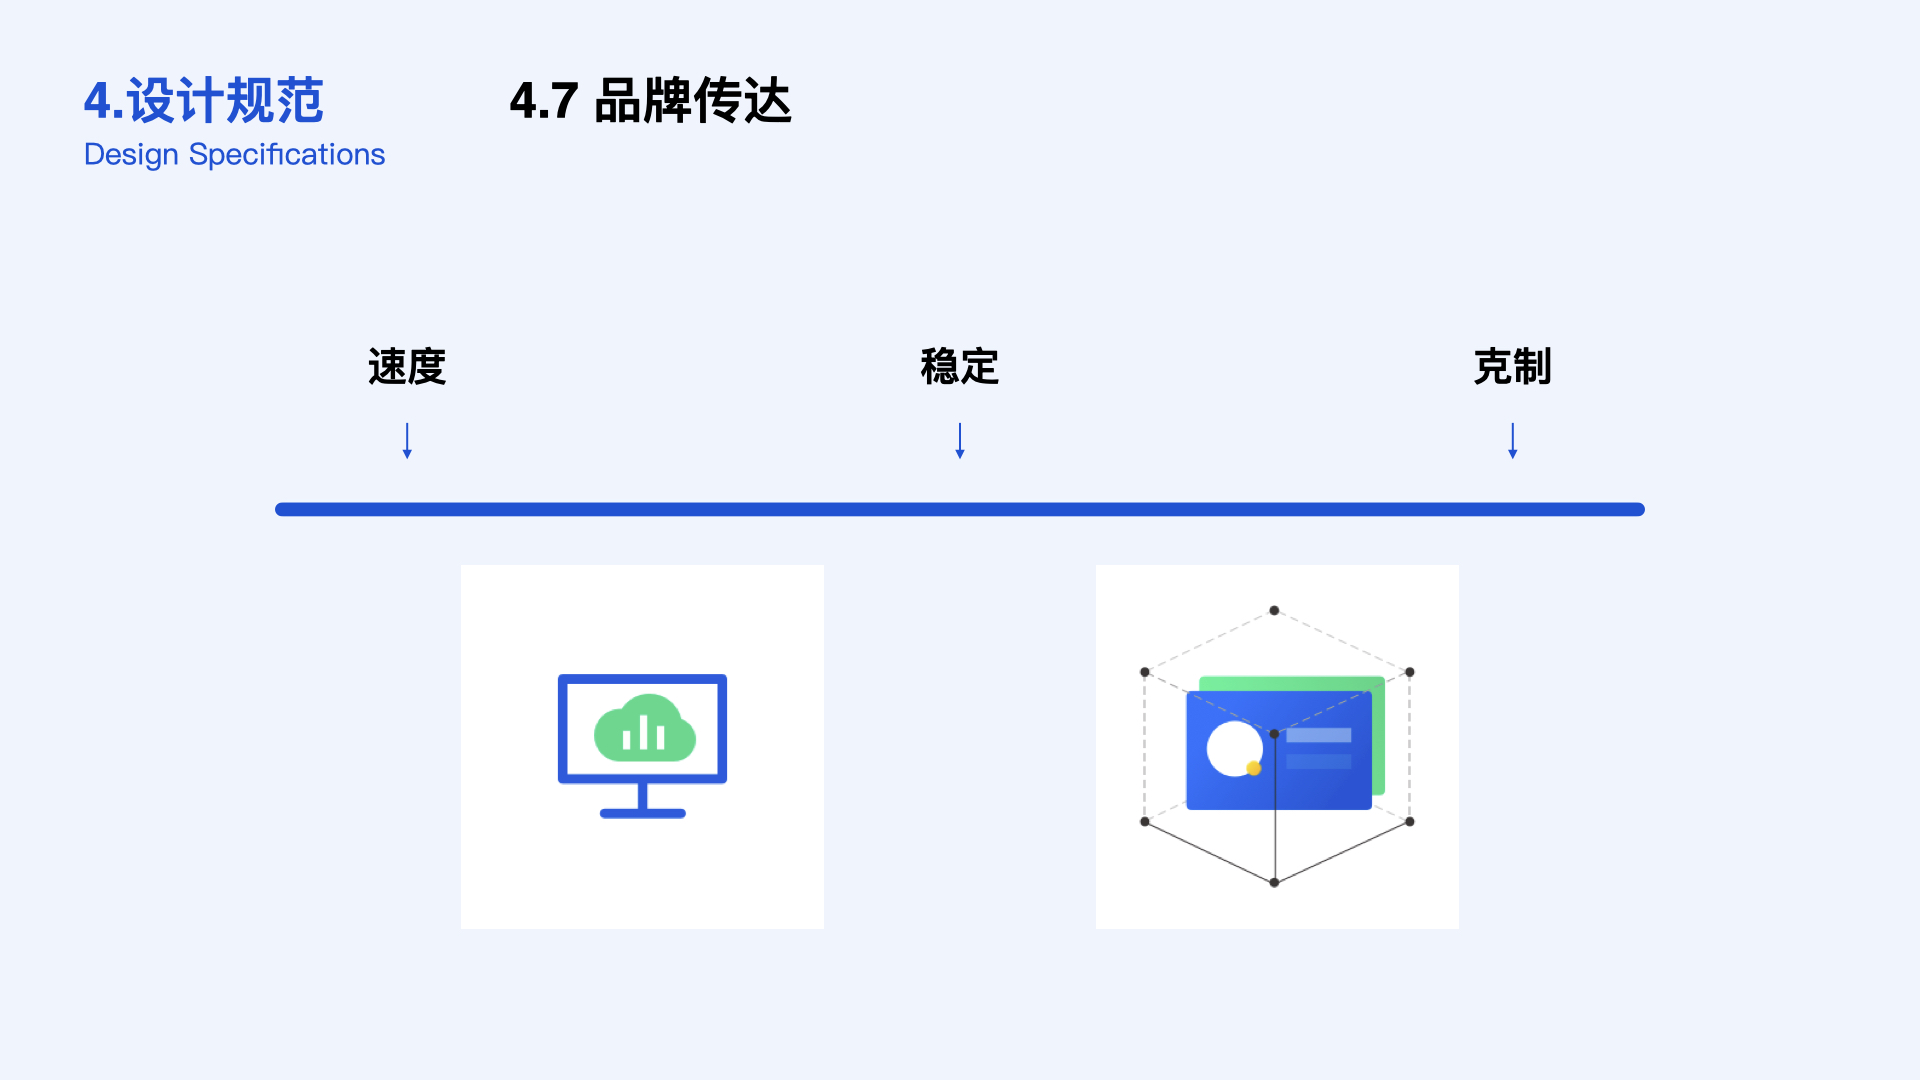 4.设计规范
Design Specifications
4.7 品牌传达
速度
稳定
克制